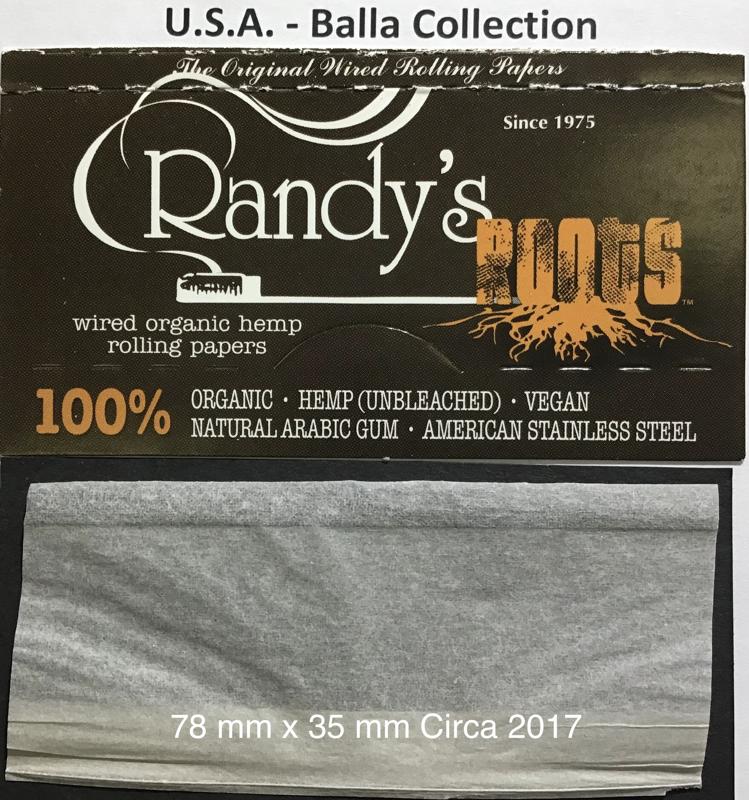 U.S.A. - Balla Collection
The Original Wired Rolling Papers
Since 1975
Randy's
ROOTS™
wired organic hemp
rolling papers
100%
ORGANIC · HEMP (UNBLEACHED) · VEGAN
NATURAL ARABIC GUM · AMERICAN STAINLESS STEEL
78 mm x 35 mm Circa 2017